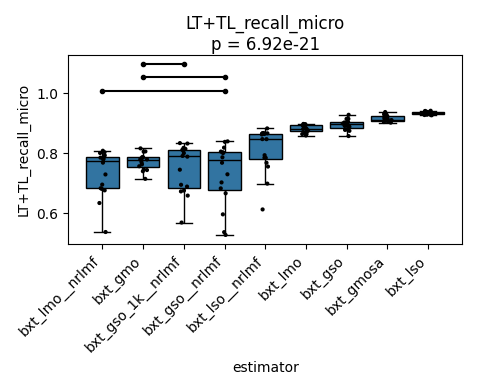 LT+TL_recall_micro
p = 6.92e-21
LT+TL_recall_micro
1.0
0.8
0.6
bxt_lmo__nrlmf
bxt_gmo
bxt_gso_1k__nrlmf
bxt_gso__nrlmf
bxt_lso__nrlmf
bxt_lmo
bxt_gso
bxt_gmosa
bxt_lso
estimator